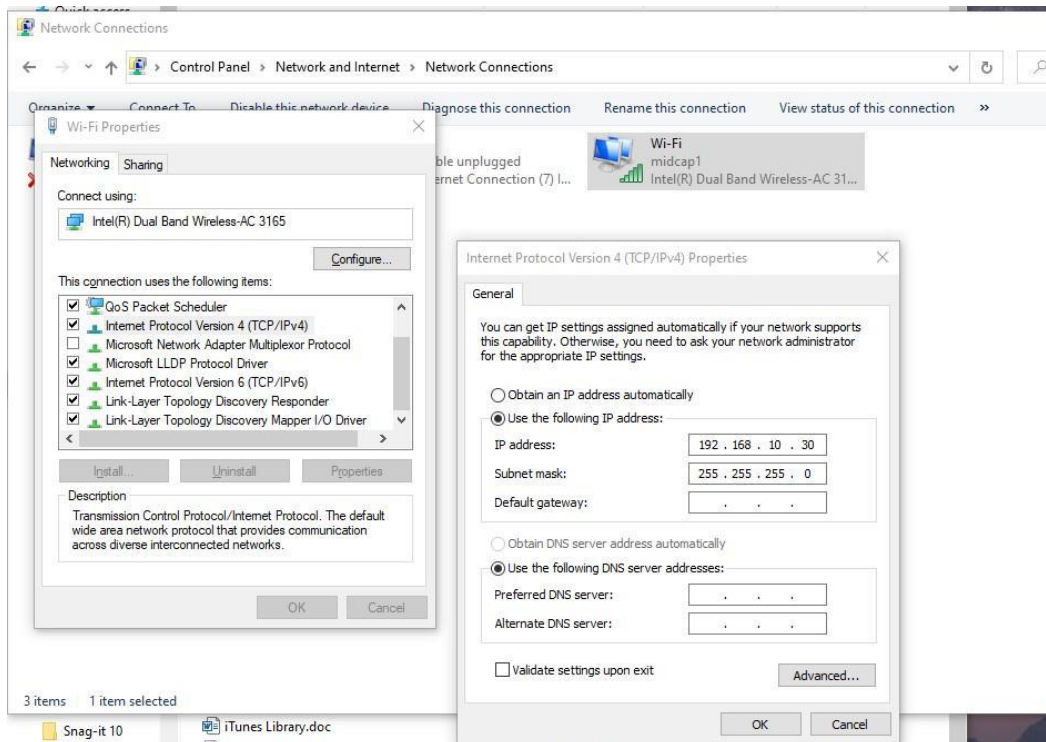 Quick access
Network Connections
Control Panel > Network and Internet > Network Connections
Organize Connect To Disable this network device Diagnose this connection Rename this connection View status of this connection »
Wi-Fi Properties
Networking Sharing
Connect using:
Intel(R) Dual Band Wireless-AC 3165
Configure...
This connection uses the following items:
QoS Packet Scheduler
Internet Protocol Version 4 (TCP/IPv4)
Microsoft Network Adapter Multiplexor Protocol
Microsoft LLDP Protocol Driver
Internet Protocol Version 6 (TCP/IPv6)
Link-Layer Topology Discovery Responder
Link-Layer Topology Discovery Mapper I/O Driver
Install... Uninstall Properties
Description
Transmission Control Protocol/Internet Protocol. The default
wide area network protocol that provides communication
across diverse interconnected networks.
OK Cancel
ble unplugged
ernet Connection (7) I...
Wi-Fi
midcap1
Intel(R) Dual Band Wireless-AC 31...
Internet Protocol Version 4 (TCP/IPv4) Properties
General
You can get IP settings assigned automatically if your network supports
this capability. Otherwise, you need to ask your network administrator
for the appropriate IP settings.
Obtain an IP address automatically
Use the following IP address:
IP address: 192 . 168 . 10 . 30
Subnet mask: 255 . 255 . 255 . 0
Default gateway: . . .
Obtain DNS server address automatically
Use the following DNS server addresses:
Preferred DNS server: . . .
Alternate DNS server: . . .
Validate settings upon exit
Advanced...
OK Cancel
3 items 1 item selected
Snag-it 10 iTunes Library.doc